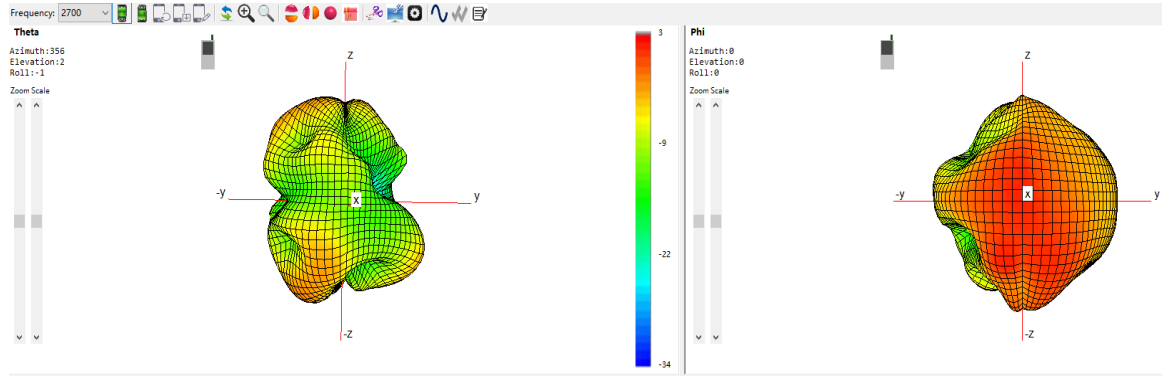 Frequency: 2700
Theta
Azimuth:356
Elevation:2
Roll:-1
Zoom Scale
Z
-y
X
y
-Z
3
-9
-22
-34
Phi
Azimuth:0
Elevation:0
Roll:0
Zoom Scale
Z
-y
X
y
-Z